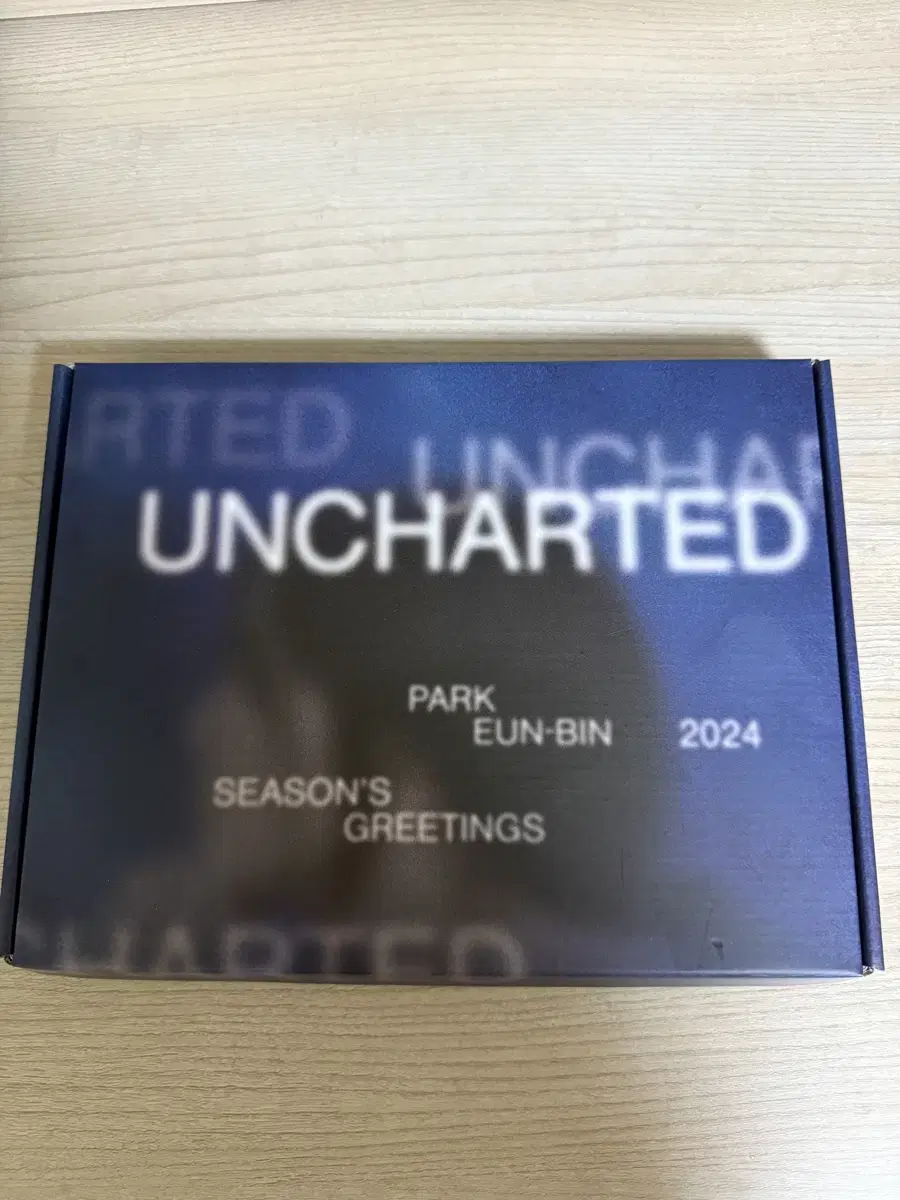 RTED
UNCHAR
UNCHARTED
PARK
EUN-BIN
2024
SEASON'S
GREETINGS
CHARTED